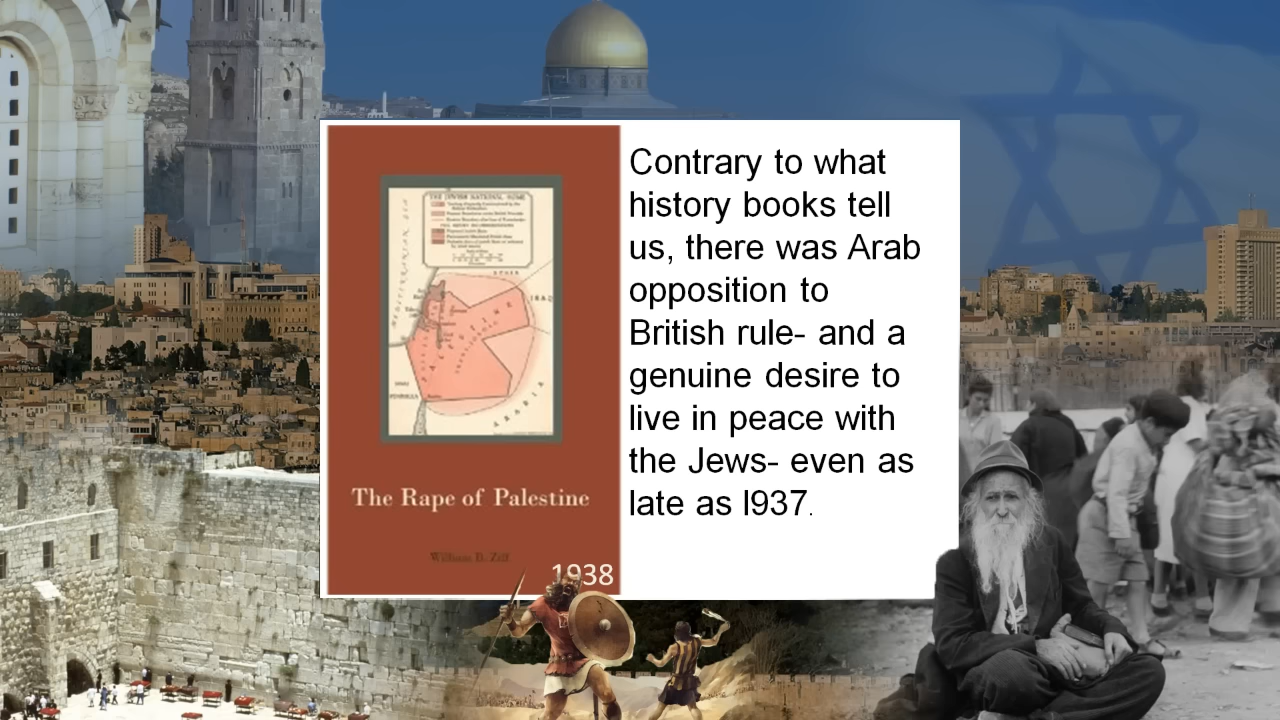 THE JEWISH NATIONAL HOME
The Rape of Palestine
William B. Ziff
1938
Contrary to what
history books tell
us, there was Arab
opposition to
British rule- and a
genuine desire to
live in peace with
the Jews- even as
late as I937.